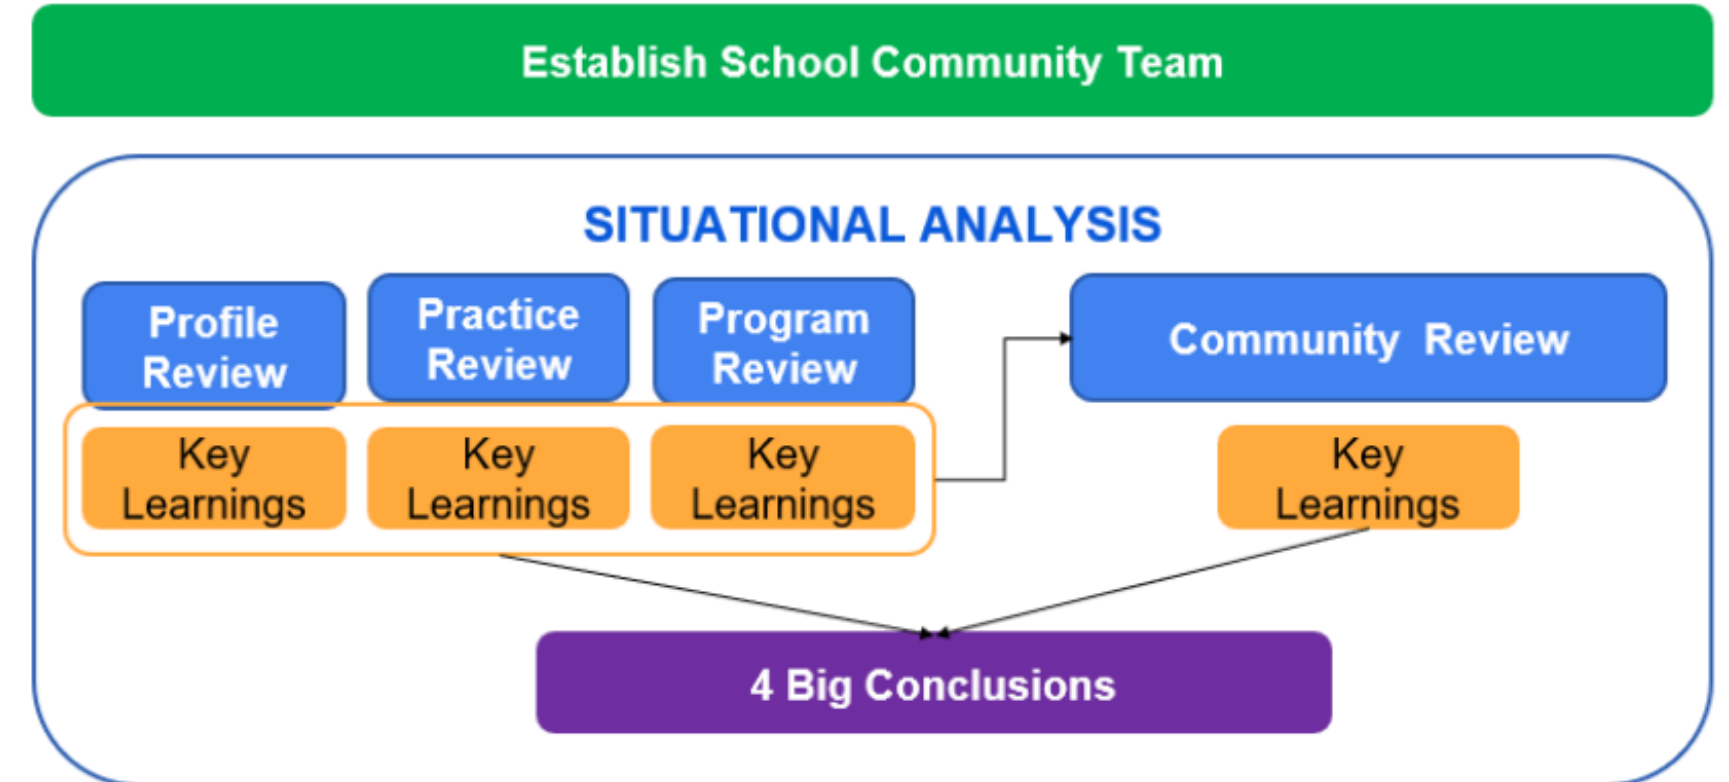 Establish School Community Team
SITUATIONAL ANALYSIS
Profile
Review
Practice
Review
Program
Review
Community Review
Key
Learnings
Key
Learnings
Key
Learnings
Key
Learnings
4 Big Conclusions